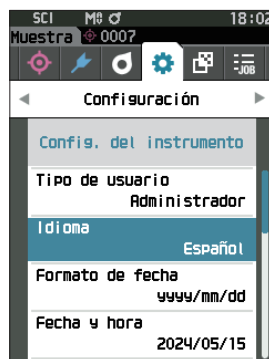 SCI M⌀ ♂ 18:02
Muestra 0007
-JOB
Configuración
Config. del instrumento
Tipo de usuario
Administrador
Idioma
Español
Formato de fecha
yyyy/mm/dd
Fecha y hora
2024/05/15